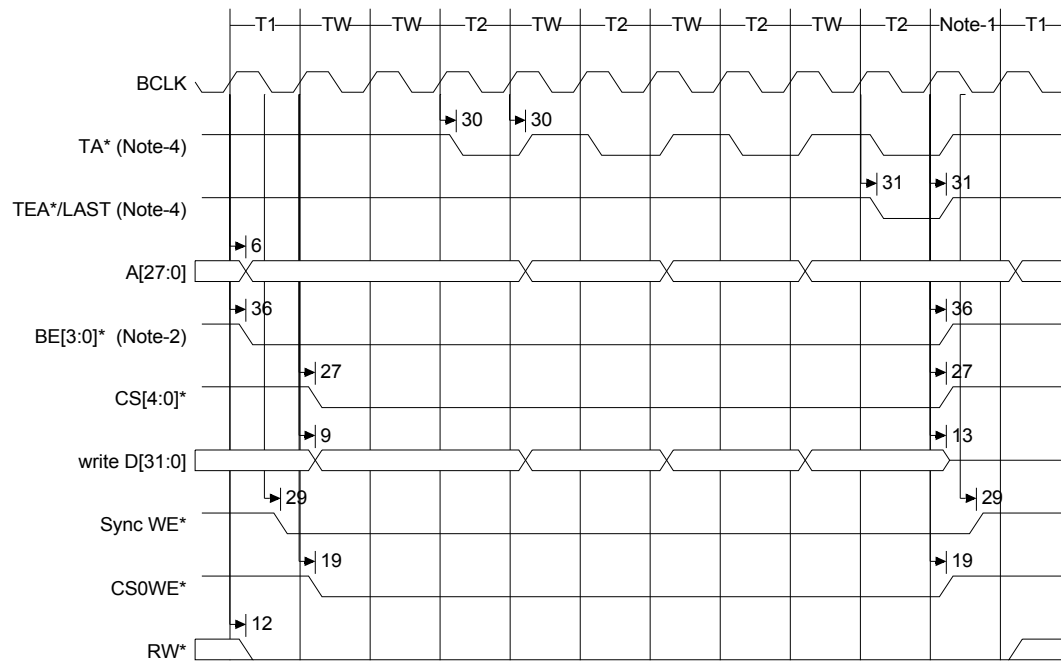 T1 TW TW T2 TW T2 TW T2 TW T2 Note-1 T1
BCLK
30 30
TA* (Note-4)
31 31
TEA*/LAST (Note-4)
6
A[27:0]
36 36
BE[3:0]* (Note-2)
27 27
CS[4:0]*
9 13
write D[31:0]
29 29
Sync WE*
19 19
CS0WE*
12
RW*